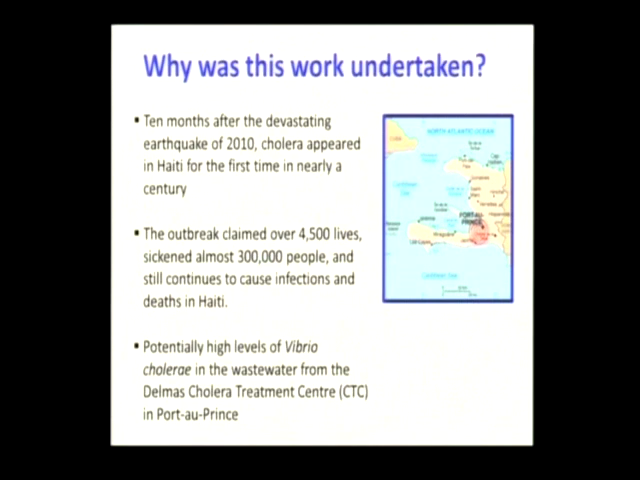 Why was this work undertaken?
▪ Ten months after the devastating
earthquake of 2010, cholera appeared
in Haiti for the first time in nearly a
century
▪ The outbreak claimed over 4,500 lives,
sickened almost 300,000 people, and
still continues to cause infections and
deaths in Haiti.
▪ Potentially high levels of Vibrio
cholerae in the wastewater from the
Delmas Cholera Treatment Centre (CTC)
in Port-au-Prince
NORTH ATLANTIC OCEAN
PORT-AU-
PRINCE